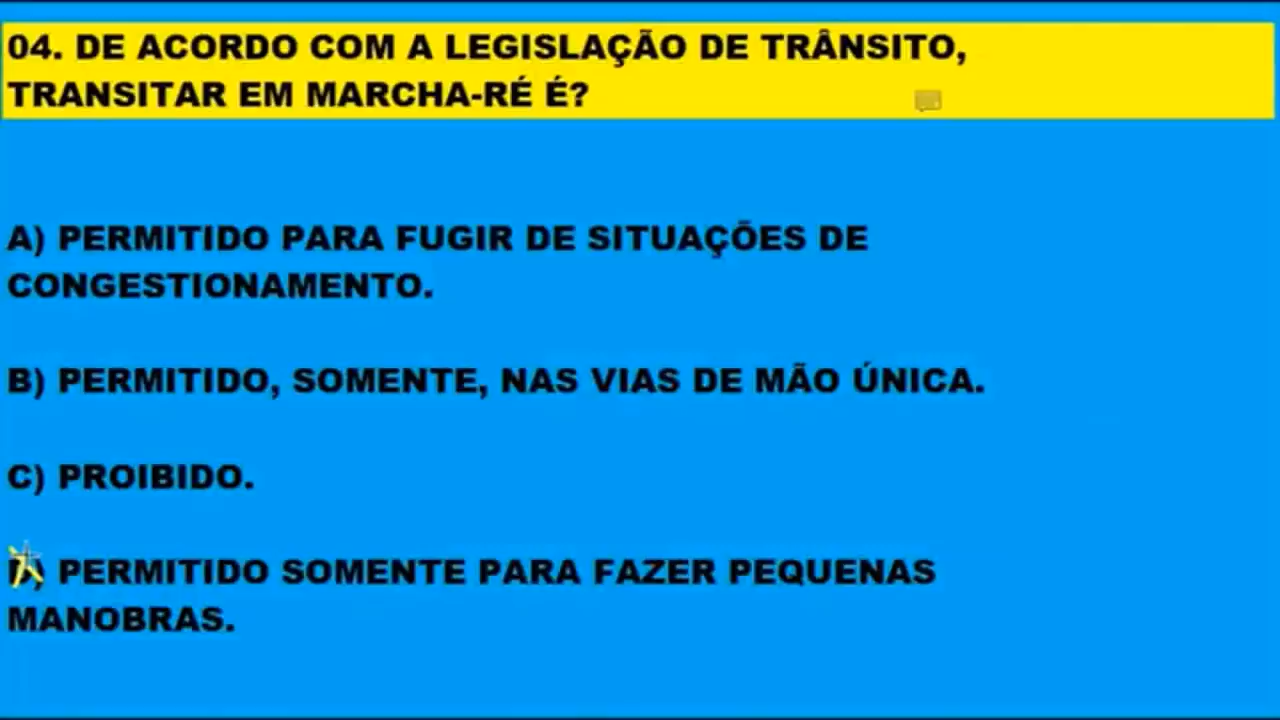 04. DE ACORDO COM A LEGISLAÇÃO DE TRÂNSITO,
TRANSITAR EM MARCHA-RÉ É?
A) PERMITIDO PARA FUGIR DE SITUAÇÕES DE
CONGESTIONAMENTO.
B) PERMITIDO, SOMENTE, NAS VIAS DE MÃO ÚNICA.
C) PROIBIDO.
PERMITIDO SOMENTE PARA FAZER PEQUENAS
MANOBRAS.